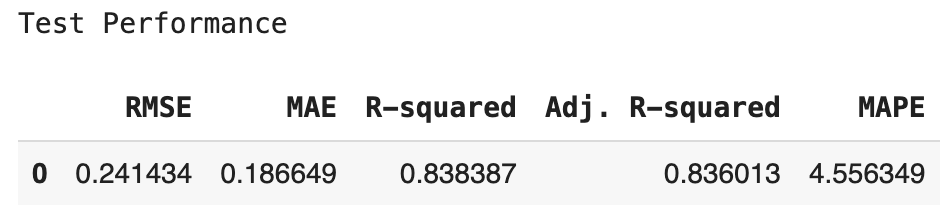 Test Performance
RMSE MAE R-squared Adj. R-squared MAPE
0 0.241434 0.186649 0.838387 0.836013 4.556349